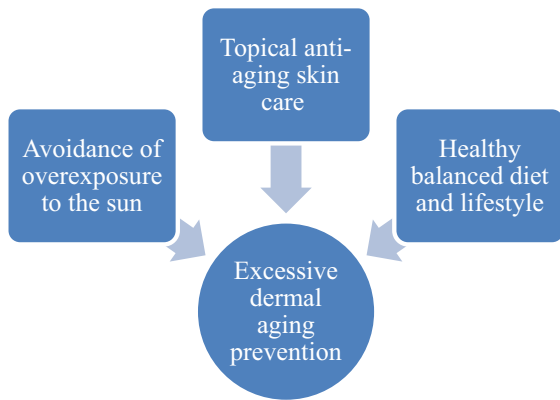 Topical anti-
aging skin
care
Avoidance of
overexposure
to the sun
Healthy
balanced diet
and lifestyle
Excessive
dermal
aging
prevention